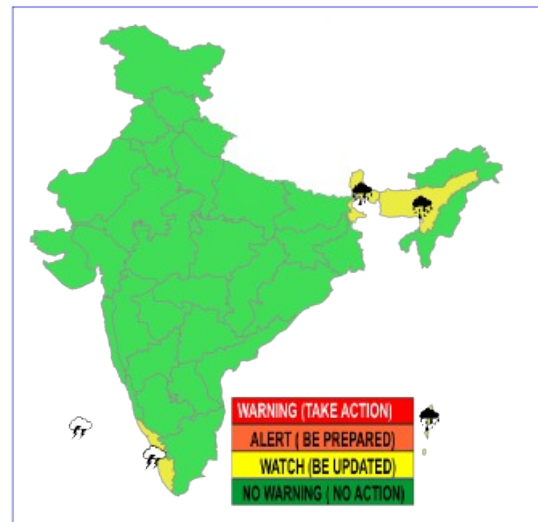 WARNING (TAKE ACTION)
ALERT ( BE PREPARED)
WATCH (BE UPDATED)
NO WARNING ( NO ACTION)